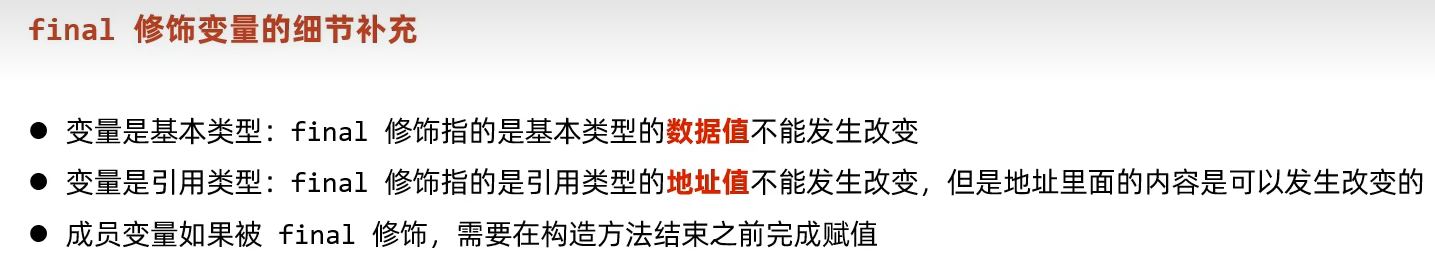 final 修饰变量的细节补充
● 变量是基本类型：final 修饰指的是基本类型的数据值不能发生改变
● 变量是引用类型：final 修饰指的是引用类型的地址值不能发生改变，但是地址里面的内容是可以发生改变的
● 成员变量如果被 final 修饰，需要在构造方法结束之前完成赋值